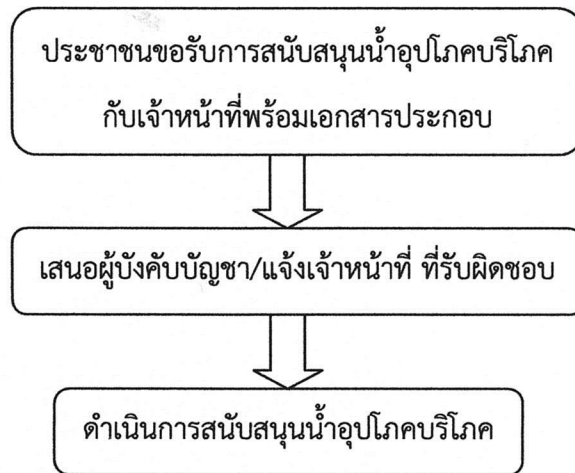 ประชาชนขอรับการสนับสนุนน้ำอุปโภคบริโภค
กับเจ้าหน้าที่พร้อมเอกสารประกอบ
เสนอผู้บังคับบัญชา/แจ้งเจ้าหน้าที่ ที่รับผิดชอบ
ดำเนินการสนับสนุนน้ำอุปโภคบริโภค